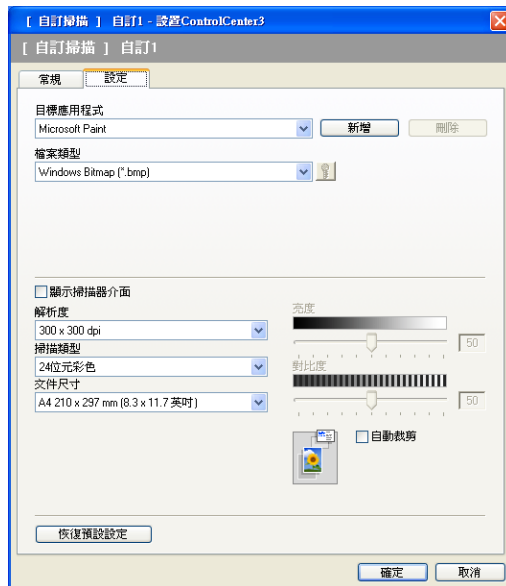 [ 自訂掃描 ] 自訂1 - 設置ControlCenter3
[ 自訂掃描 ] 自訂1
常規 設定
目標應用程式
Microsoft Paint 新增 刪除
檔案類型
Windows Bitmap (*.bmp)
顯示掃描器介面
解析度
300 x 300 dpi
掃描類型
24位元彩色
文件尺寸
A4 210 x 297 mm (8.3 x 11.7 英吋)
亮度
50
對比度
50
自動裁剪
恢復預設設定
確定 取消